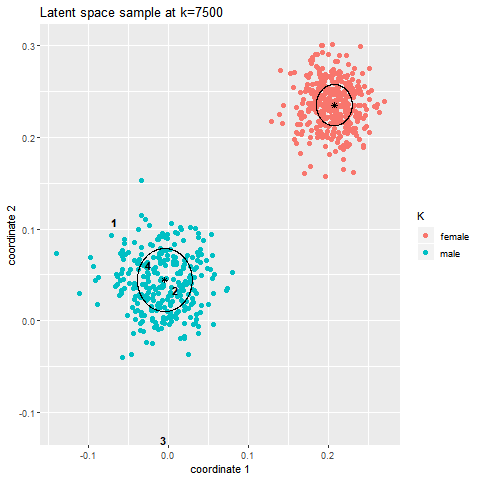 Latent space sample at k=7500
0.3
0.2
0.1
0.0
-0.1
coordinate 2
1
4
2
3
-0.1
0.0
0.1
0.2
coordinate 1
K
female
male